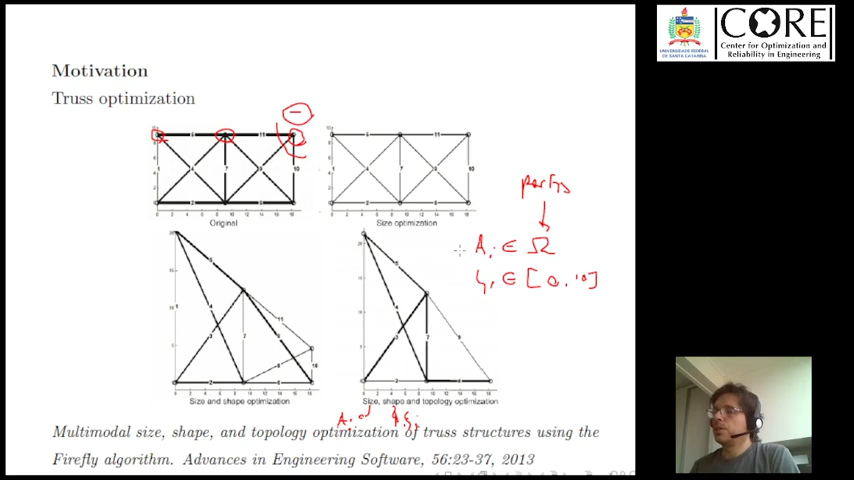 CORE
Center for Optimization and
Reliability in Engineering
UNIVERSIDADE FEDERAL
DE SANTA CATARINA
Motivation
Truss optimization
Original
Size optimization
perfis
A, i ∈ Ω
∈ [0, 10]
Size and shape optimization
Size, shape and topology optimization
Multimodal size, shape, and topology optimization of truss structures using the
Firefly algorithm. Advances in Engineering Software, 56:23-37, 2013